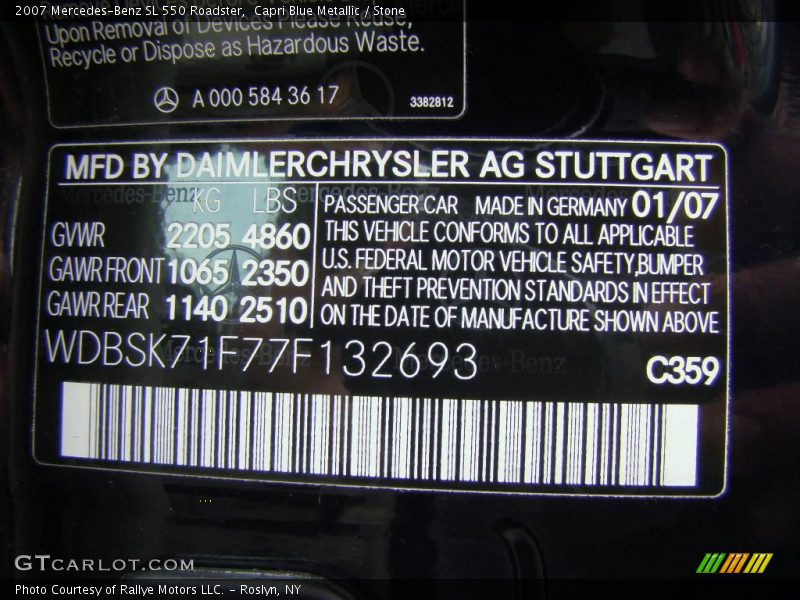 2007 Mercedes-Benz SL 550 Roadster,  Capri Blue Metallic / Stone
Upon Removal of Devices Please Reuse,
Recycle or Dispose as Hazardous Waste.
A 000 584 36 17
3382812
MFD BY DAIMLERCHRYSLER AG STUTTGART
KG LBS
GVWR 2205 4860
GAWR FRONT 1065 2350
GAWR REAR 1140 2510
PASSENGER CAR MADE IN GERMANY 01/07
THIS VEHICLE CONFORMS TO ALL APPLICABLE
U.S. FEDERAL MOTOR VEHICLE SAFETY,BUMPER
AND THEFT PREVENTION STANDARDS IN EFFECT
ON THE DATE OF MANUFACTURE SHOWN ABOVE
WDBSK71F77F132693
C359
GTCARLOT.COM
Photo Courtesy of Rallye Motors LLC. - Roslyn, NY